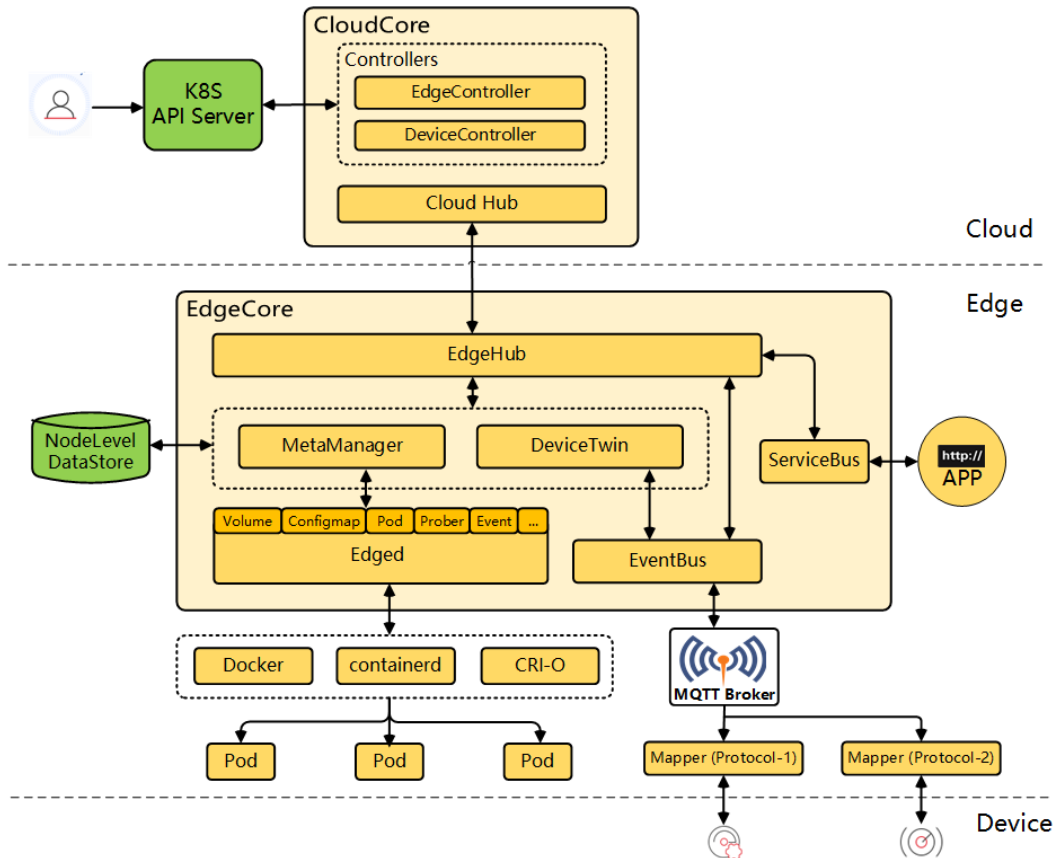 CloudCore
Controllers
EdgeController
DeviceController
K8S
API Server
Cloud Hub
Cloud
Edge
EdgeCore
EdgeHub
MetaManager
DeviceTwin
NodeLevel
DataStore
ServiceBus
http://
APP
Volume
Configmap
Pod
Prober
Event
...
Edged
EventBus
Docker
containerd
CRI-O
MQTT Broker
Pod
Pod
Pod
Mapper (Protocol-1)
Mapper (Protocol-2)
Device